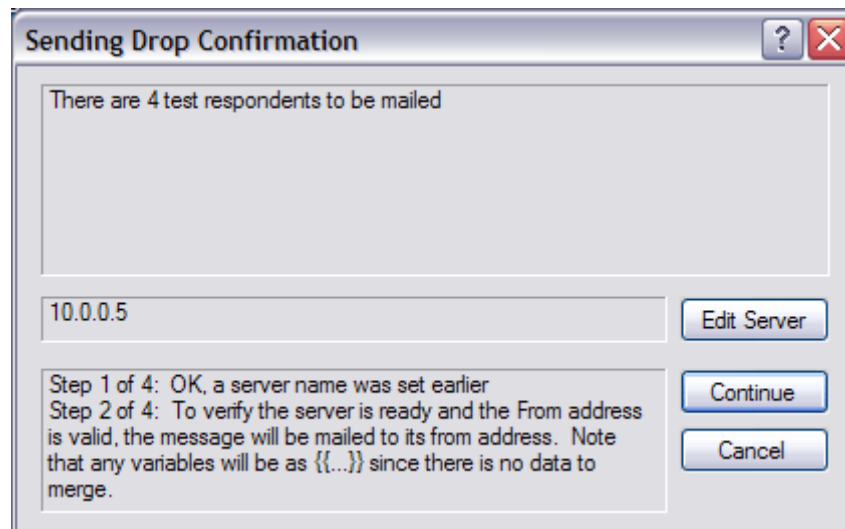 Sending Drop Confirmation
There are 4 test respondents to be mailed
10.0.0.5
Edit Server
Step 1 of 4:  OK, a server name was set earlier
Step 2 of 4:  To verify the server is ready and the From address
is valid, the message will be mailed to its from address.  Note
that any variables will be as {{...}} since there is no data to
merge.
Continue
Cancel